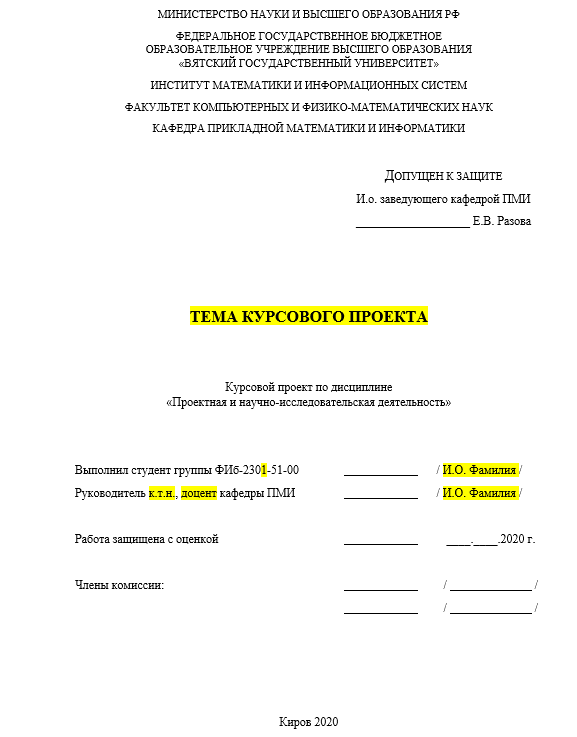 МИНИСТЕРСТВО НАУКИ И ВЫСШЕГО ОБРАЗОВАНИЯ РФ
ФЕДЕРАЛЬНОЕ ГОСУДАРСТВЕННОЕ БЮДЖЕТНОЕ
ОБРАЗОВАТЕЛЬНОЕ УЧРЕЖДЕНИЕ ВЫСШЕГО ОБРАЗОВАНИЯ
«ВЯТСКИЙ ГОСУДАРСТВЕННЫЙ УНИВЕРСИТЕТ»
ИНСТИТУТ МАТЕМАТИКИ И ИНФОРМАЦИОННЫХ СИСТЕМ
ФАКУЛЬТЕТ КОМПЬЮТЕРНЫХ И ФИЗИКО-МАТЕМАТИЧЕСКИХ НАУК
КАФЕДРА ПРИКЛАДНОЙ МАТЕМАТИКИ И ИНФОРМАТИКИ
ДОПУЩЕН К ЗАЩИТЕ
И.о. заведующего кафедрой ПМИ
___________________ Е.В. Разова
ТЕМА КУРСОВОГО ПРОЕКТА
Курсовой проект по дисциплине
«Проектная и научно-исследовательская деятельность»
Выполнил студент группы ФИб-2301-51-00 ____________ / И.О. Фамилия /
Руководитель к.т.н., доцент кафедры ПМИ ____________ / И.О. Фамилия /
Работа защищена с оценкой ____________ ____.____.2020 г.
Члены комиссии: ____________ / ______________ /
____________ / ______________ /
Киров 2020